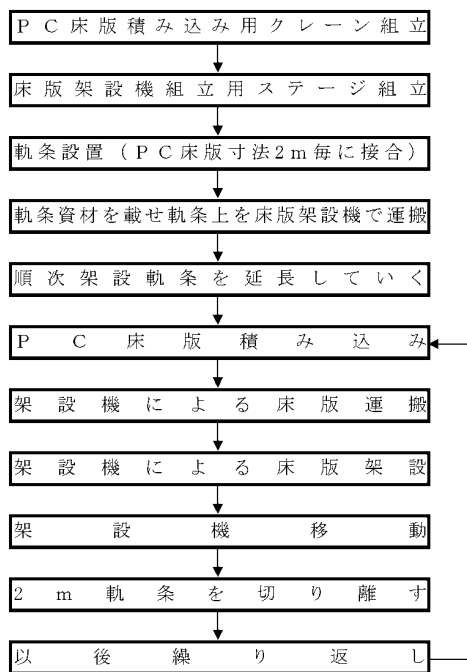 PC床版積み込み用クレーン組立
床版架設機組立用ステージ組立
軌条設置(PC床版寸法2m毎に接合)
軌条資材を載せ軌条上を床版架設機で運搬
順次架設軌条を延長していく
PC床版積み込み
架設機による床版運搬
架設機による床版架設
架設機移動
2m軌条を切り離す
以後繰り返し